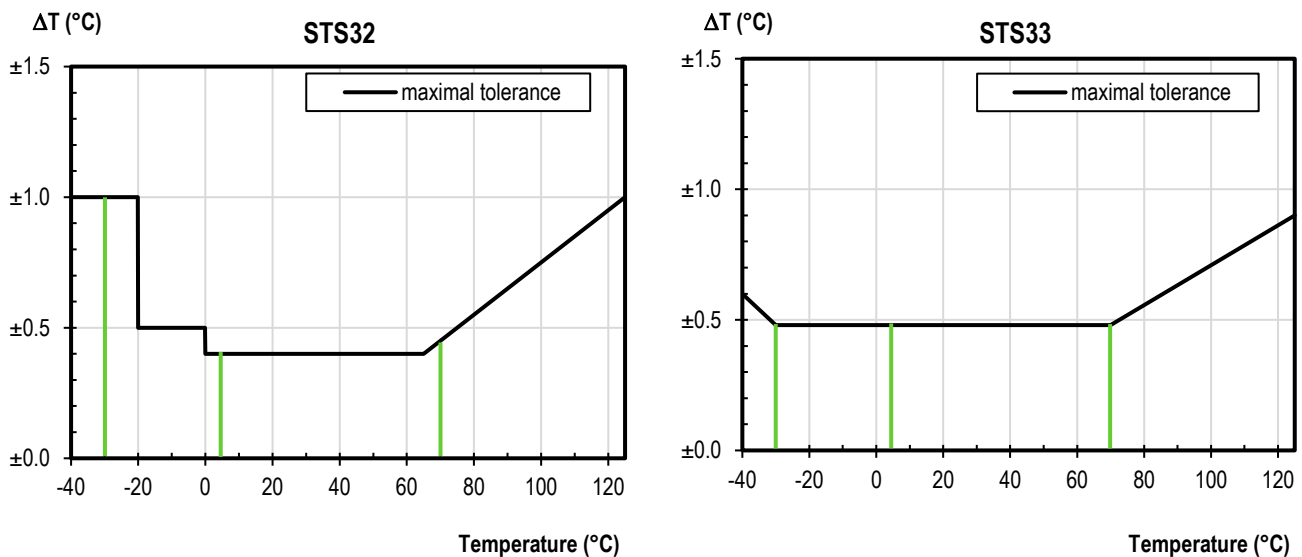 ΔT (°C)
STS32
maximal tolerance
±1.5
±1.0
±0.5
±0.0
-40 -20 0 20 40 60 80 100 120
Temperature (°C)
ΔT (°C)
STS33
maximal tolerance
±1.5
±1.0
±0.5
±0.0
-40 -20 0 20 40 60 80 100 120
Temperature (°C)